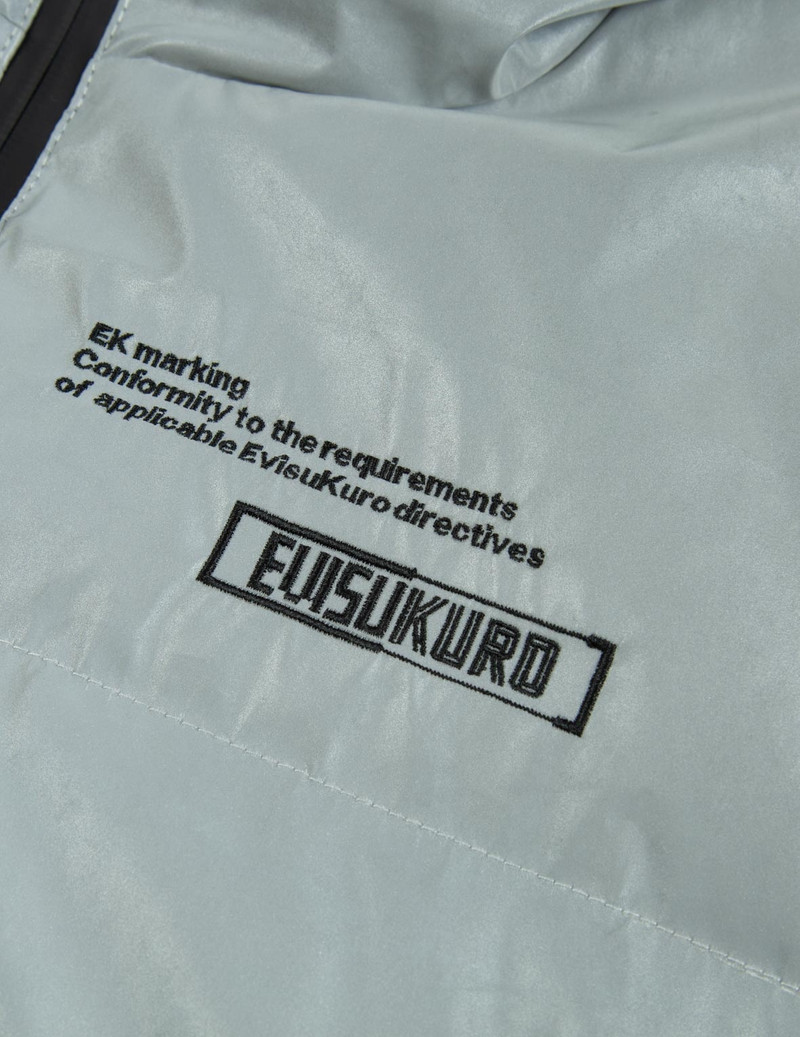 EK marking
Conformity to the requirements
of applicable EvisuKuro directives
EVISUKURO